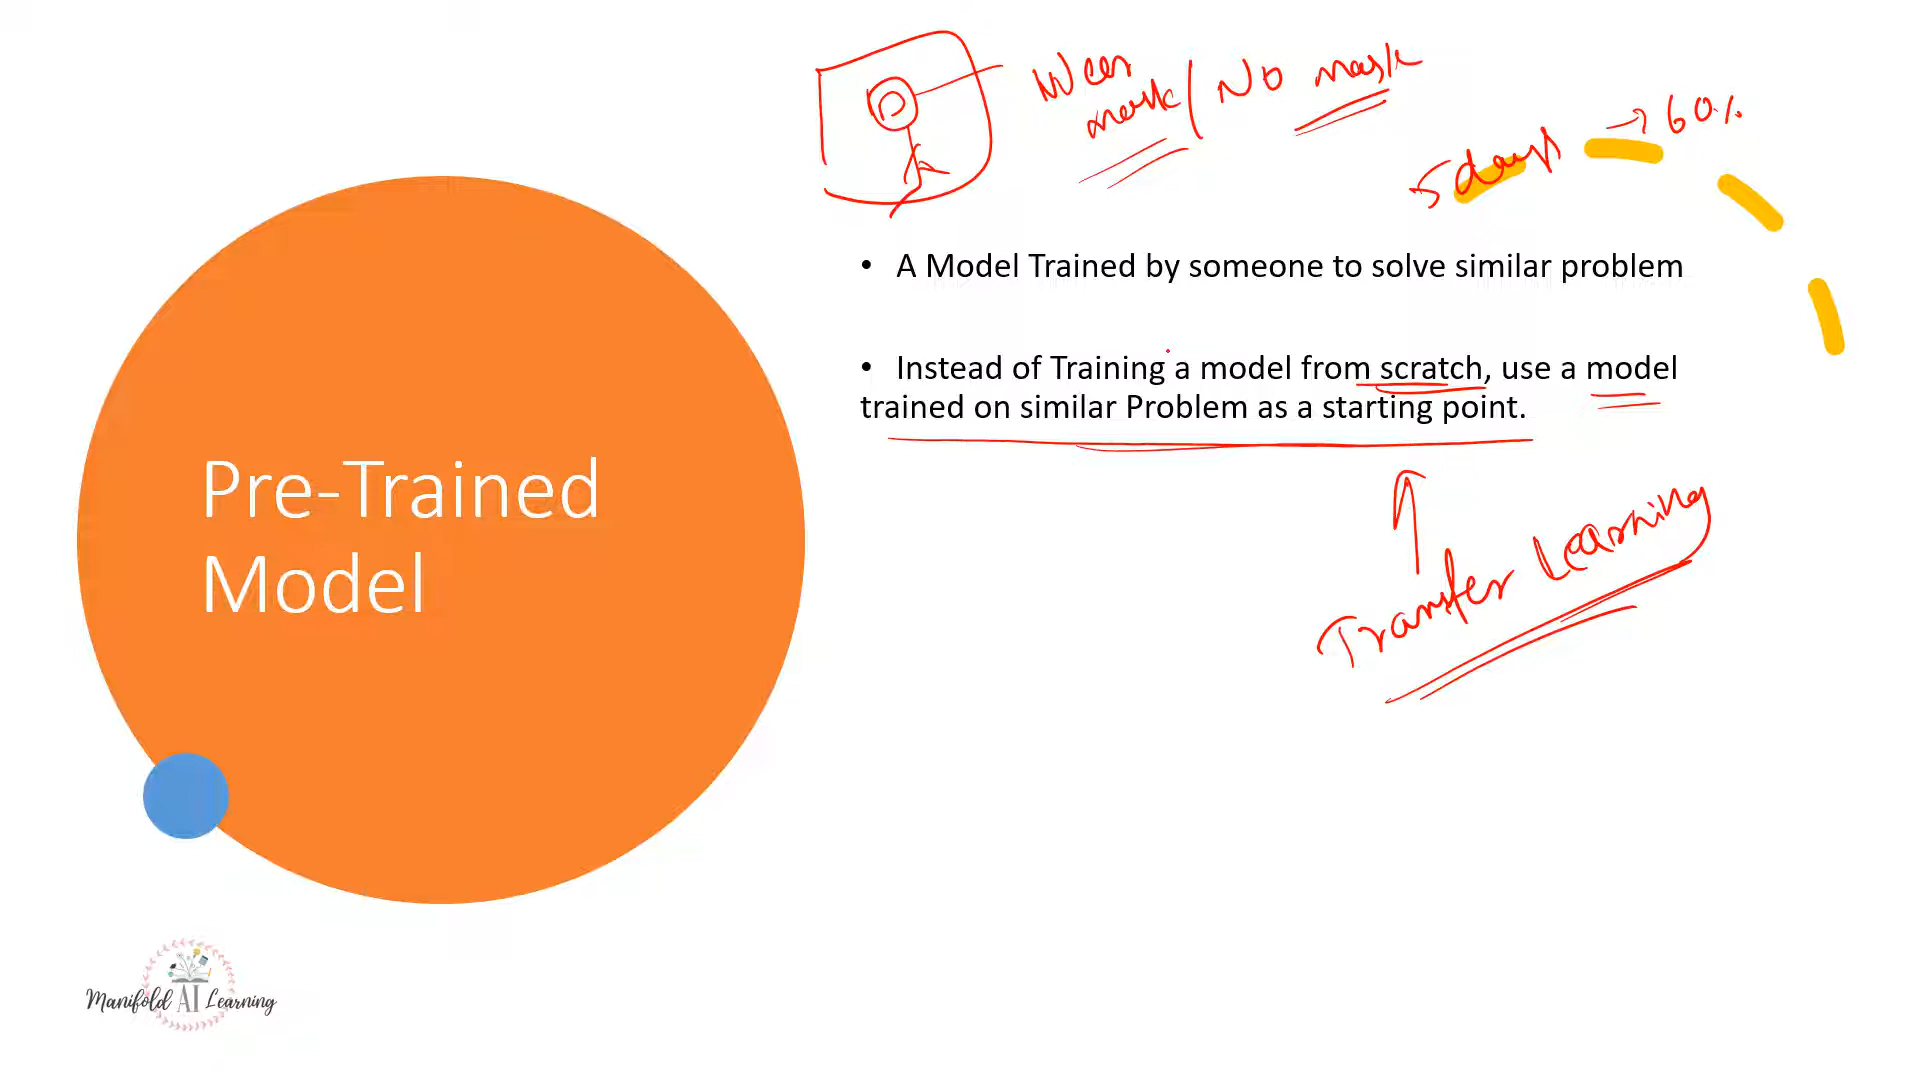 Wear
mask / No mask
5 days → 60%
• A Model Trained by someone to solve similar problem
• Instead of Training a model from scratch, use a model
trained on similar Problem as a starting point.
Pre-Trained
Model
Transfer Learning
Manifold AI Learning